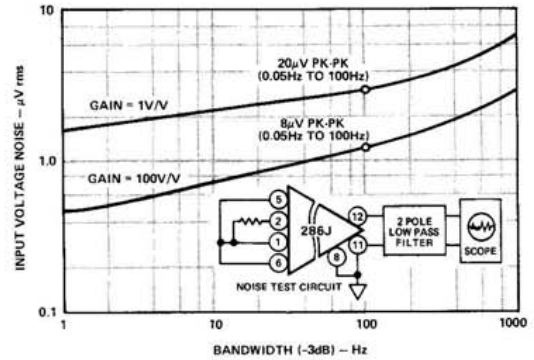 INPUT VOLTAGE NOISE – μV rms
10
1.0
0.1
20μV PK-PK
(0.05Hz TO 100Hz)
GAIN = 1V/V
8μV PK-PK
(0.05Hz TO 100Hz)
GAIN = 100V/V
5
2
1
6
286J
12
11
8
2 POLE
LOW PASS
FILTER
SCOPE
NOISE TEST CIRCUIT
1
10
100
1000
BANDWIDTH (–3dB) – Hz